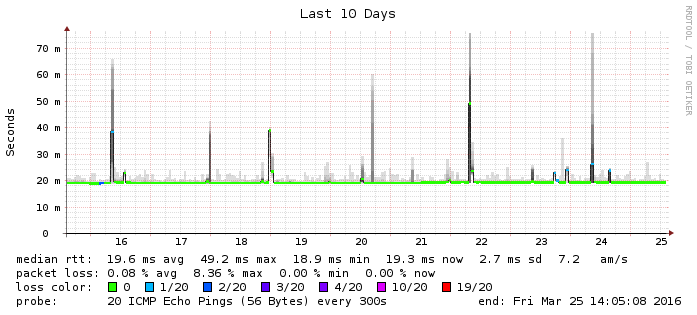 Last 10 Days
RRDTOOL / TOBI OETIKER
Seconds
70 m
60 m
50 m
40 m
30 m
20 m
10 m
0
16 17 18 19 20 21 22 23 24 25
median rtt: 19.6 ms avg 49.2 ms max 18.9 ms min 19.3 ms now 2.7 ms sd 7.2 am/s
packet loss: 0.08 % avg 8.36 % max 0.00 % min 0.00 % now
loss color: 0 1/20 2/20 3/20 4/20 10/20 19/20
probe: 20 ICMP Echo Pings (56 Bytes) every 300s end: Fri Mar 25 14:05:08 2016